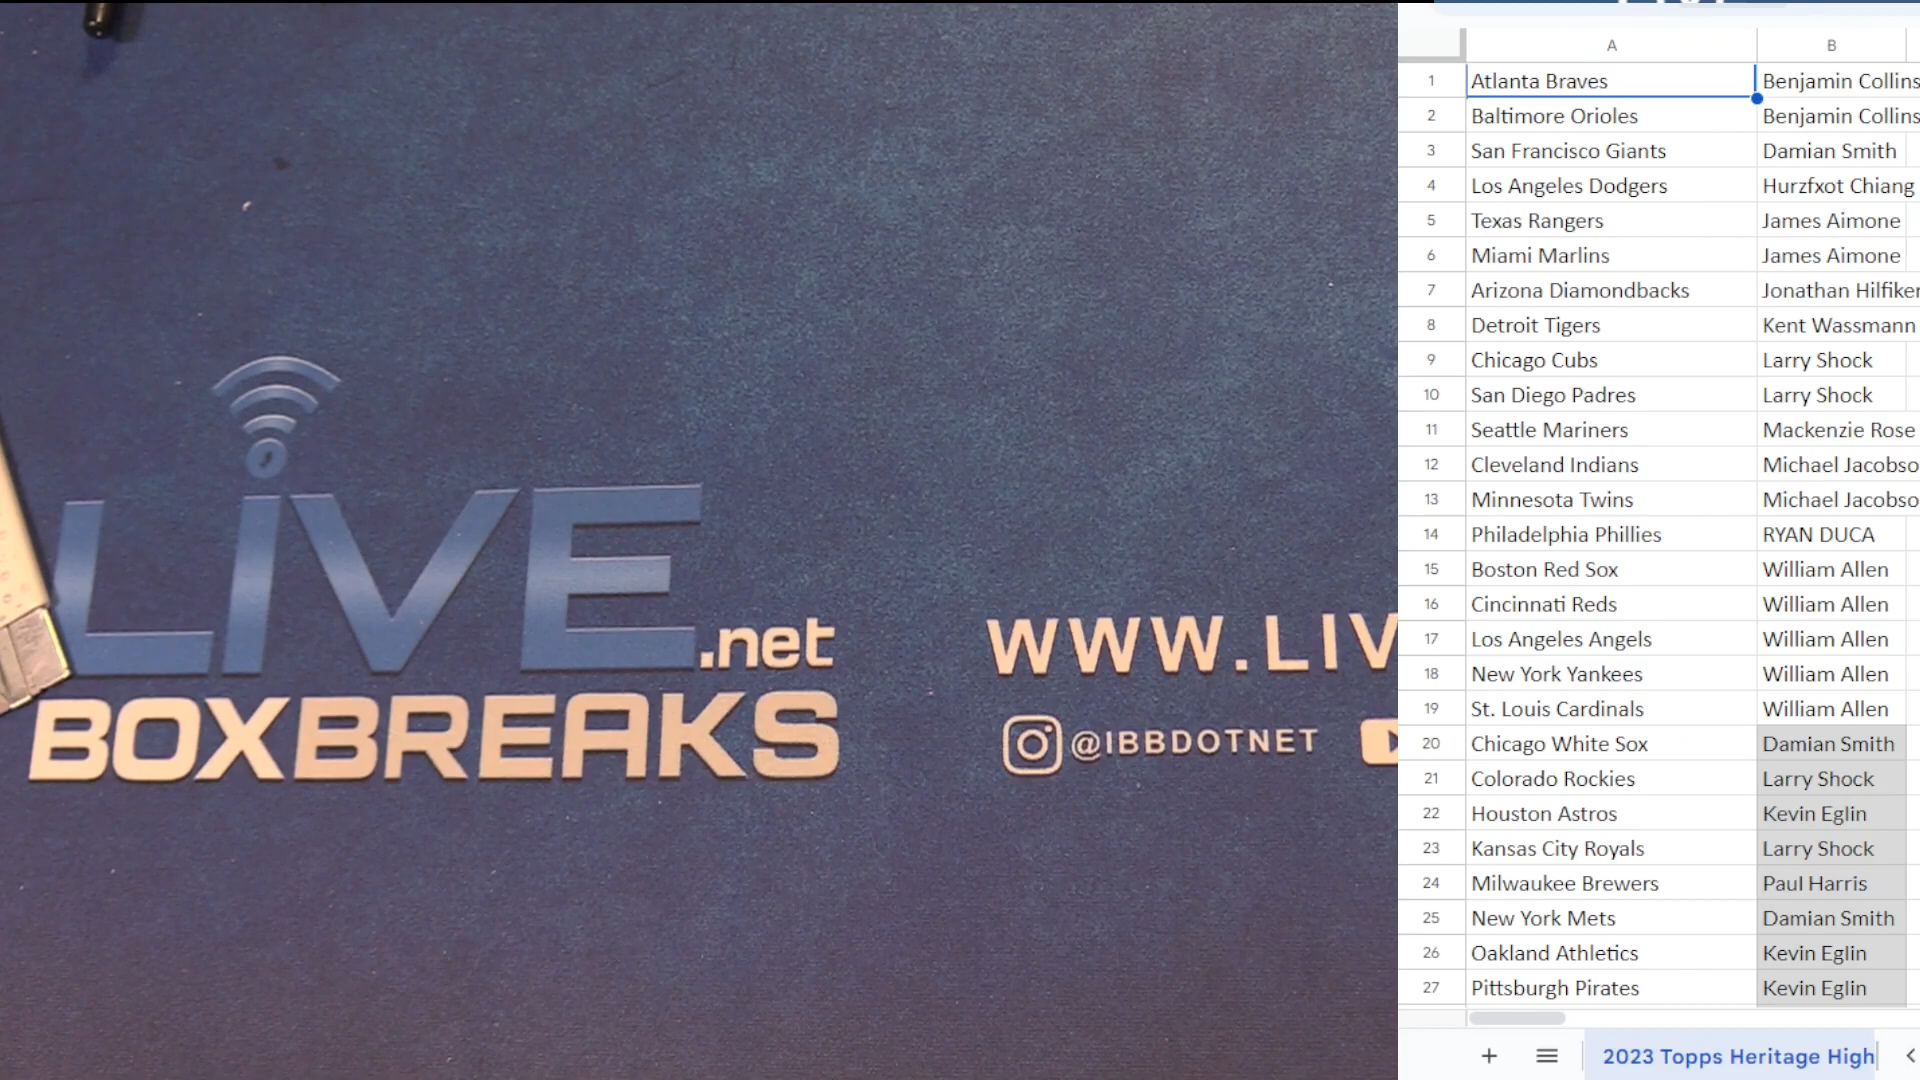 LIVE.net
BOXBREAKS
WWW.LIV
@IBBDOTNET
A B
1 Atlanta Braves Benjamin Collins
2 Baltimore Orioles Benjamin Collins
3 San Francisco Giants Damian Smith
4 Los Angeles Dodgers Hurzfxot Chiang
5 Texas Rangers James Aimone
6 Miami Marlins James Aimone
7 Arizona Diamondbacks Jonathan Hilfiker
8 Detroit Tigers Kent Wassmann
9 Chicago Cubs Larry Shock
10 San Diego Padres Larry Shock
11 Seattle Mariners Mackenzie Rose
12 Cleveland Indians Michael Jacobso
13 Minnesota Twins Michael Jacobso
14 Philadelphia Phillies RYAN DUCA
15 Boston Red Sox William Allen
16 Cincinnati Reds William Allen
17 Los Angeles Angels William Allen
18 New York Yankees William Allen
19 St. Louis Cardinals William Allen
20 Chicago White Sox Damian Smith
21 Colorado Rockies Larry Shock
22 Houston Astros Kevin Eglin
23 Kansas City Royals Larry Shock
24 Milwaukee Brewers Paul Harris
25 New York Mets Damian Smith
26 Oakland Athletics Kevin Eglin
27 Pittsburgh Pirates Kevin Eglin
2023 Topps Heritage High